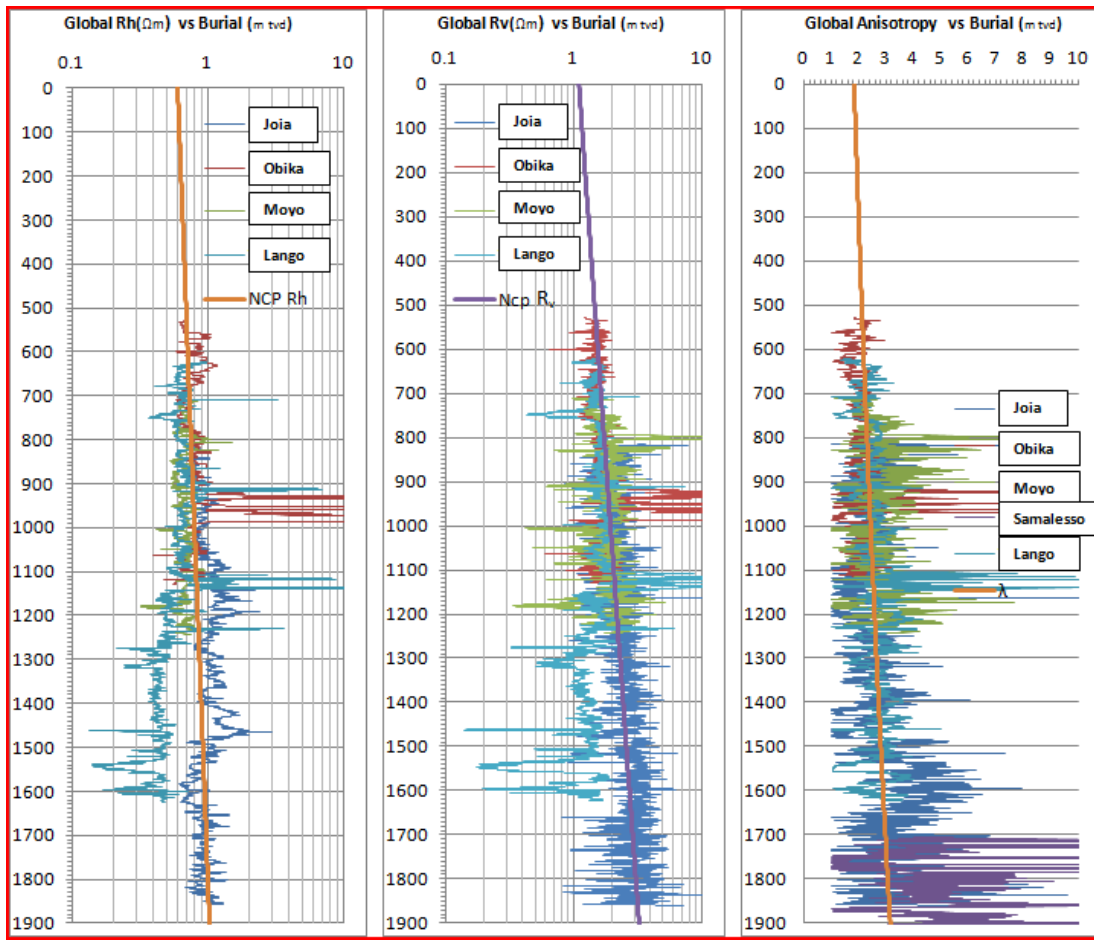 Global Rh(Ωm) vs Burial (m tvd)
0.1 1 10
0
100
200
300
400
500
600
700
800
900
1000
1100
1200
1300
1400
1500
1600
1700
1800
1900
Joia
Obika
Moyo
Lango
NCP Rh
Global Rv(Ωm) vs Burial (m tvd)
0.1 1 10
0
100
200
300
400
500
600
700
800
900
1000
1100
1200
1300
1400
1500
1600
1700
1800
1900
Joia
Obika
Moyo
Lango
Ncp Rv
Global Anisotropy vs Burial (m tvd)
0 1 2 3 4 5 6 7 8 9 10
0
100
200
300
400
500
600
700
800
900
1000
1100
1200
1300
1400
1500
1600
1700
1800
1900
Joia
Obika
Moyo
Samalesso
Lango
λ